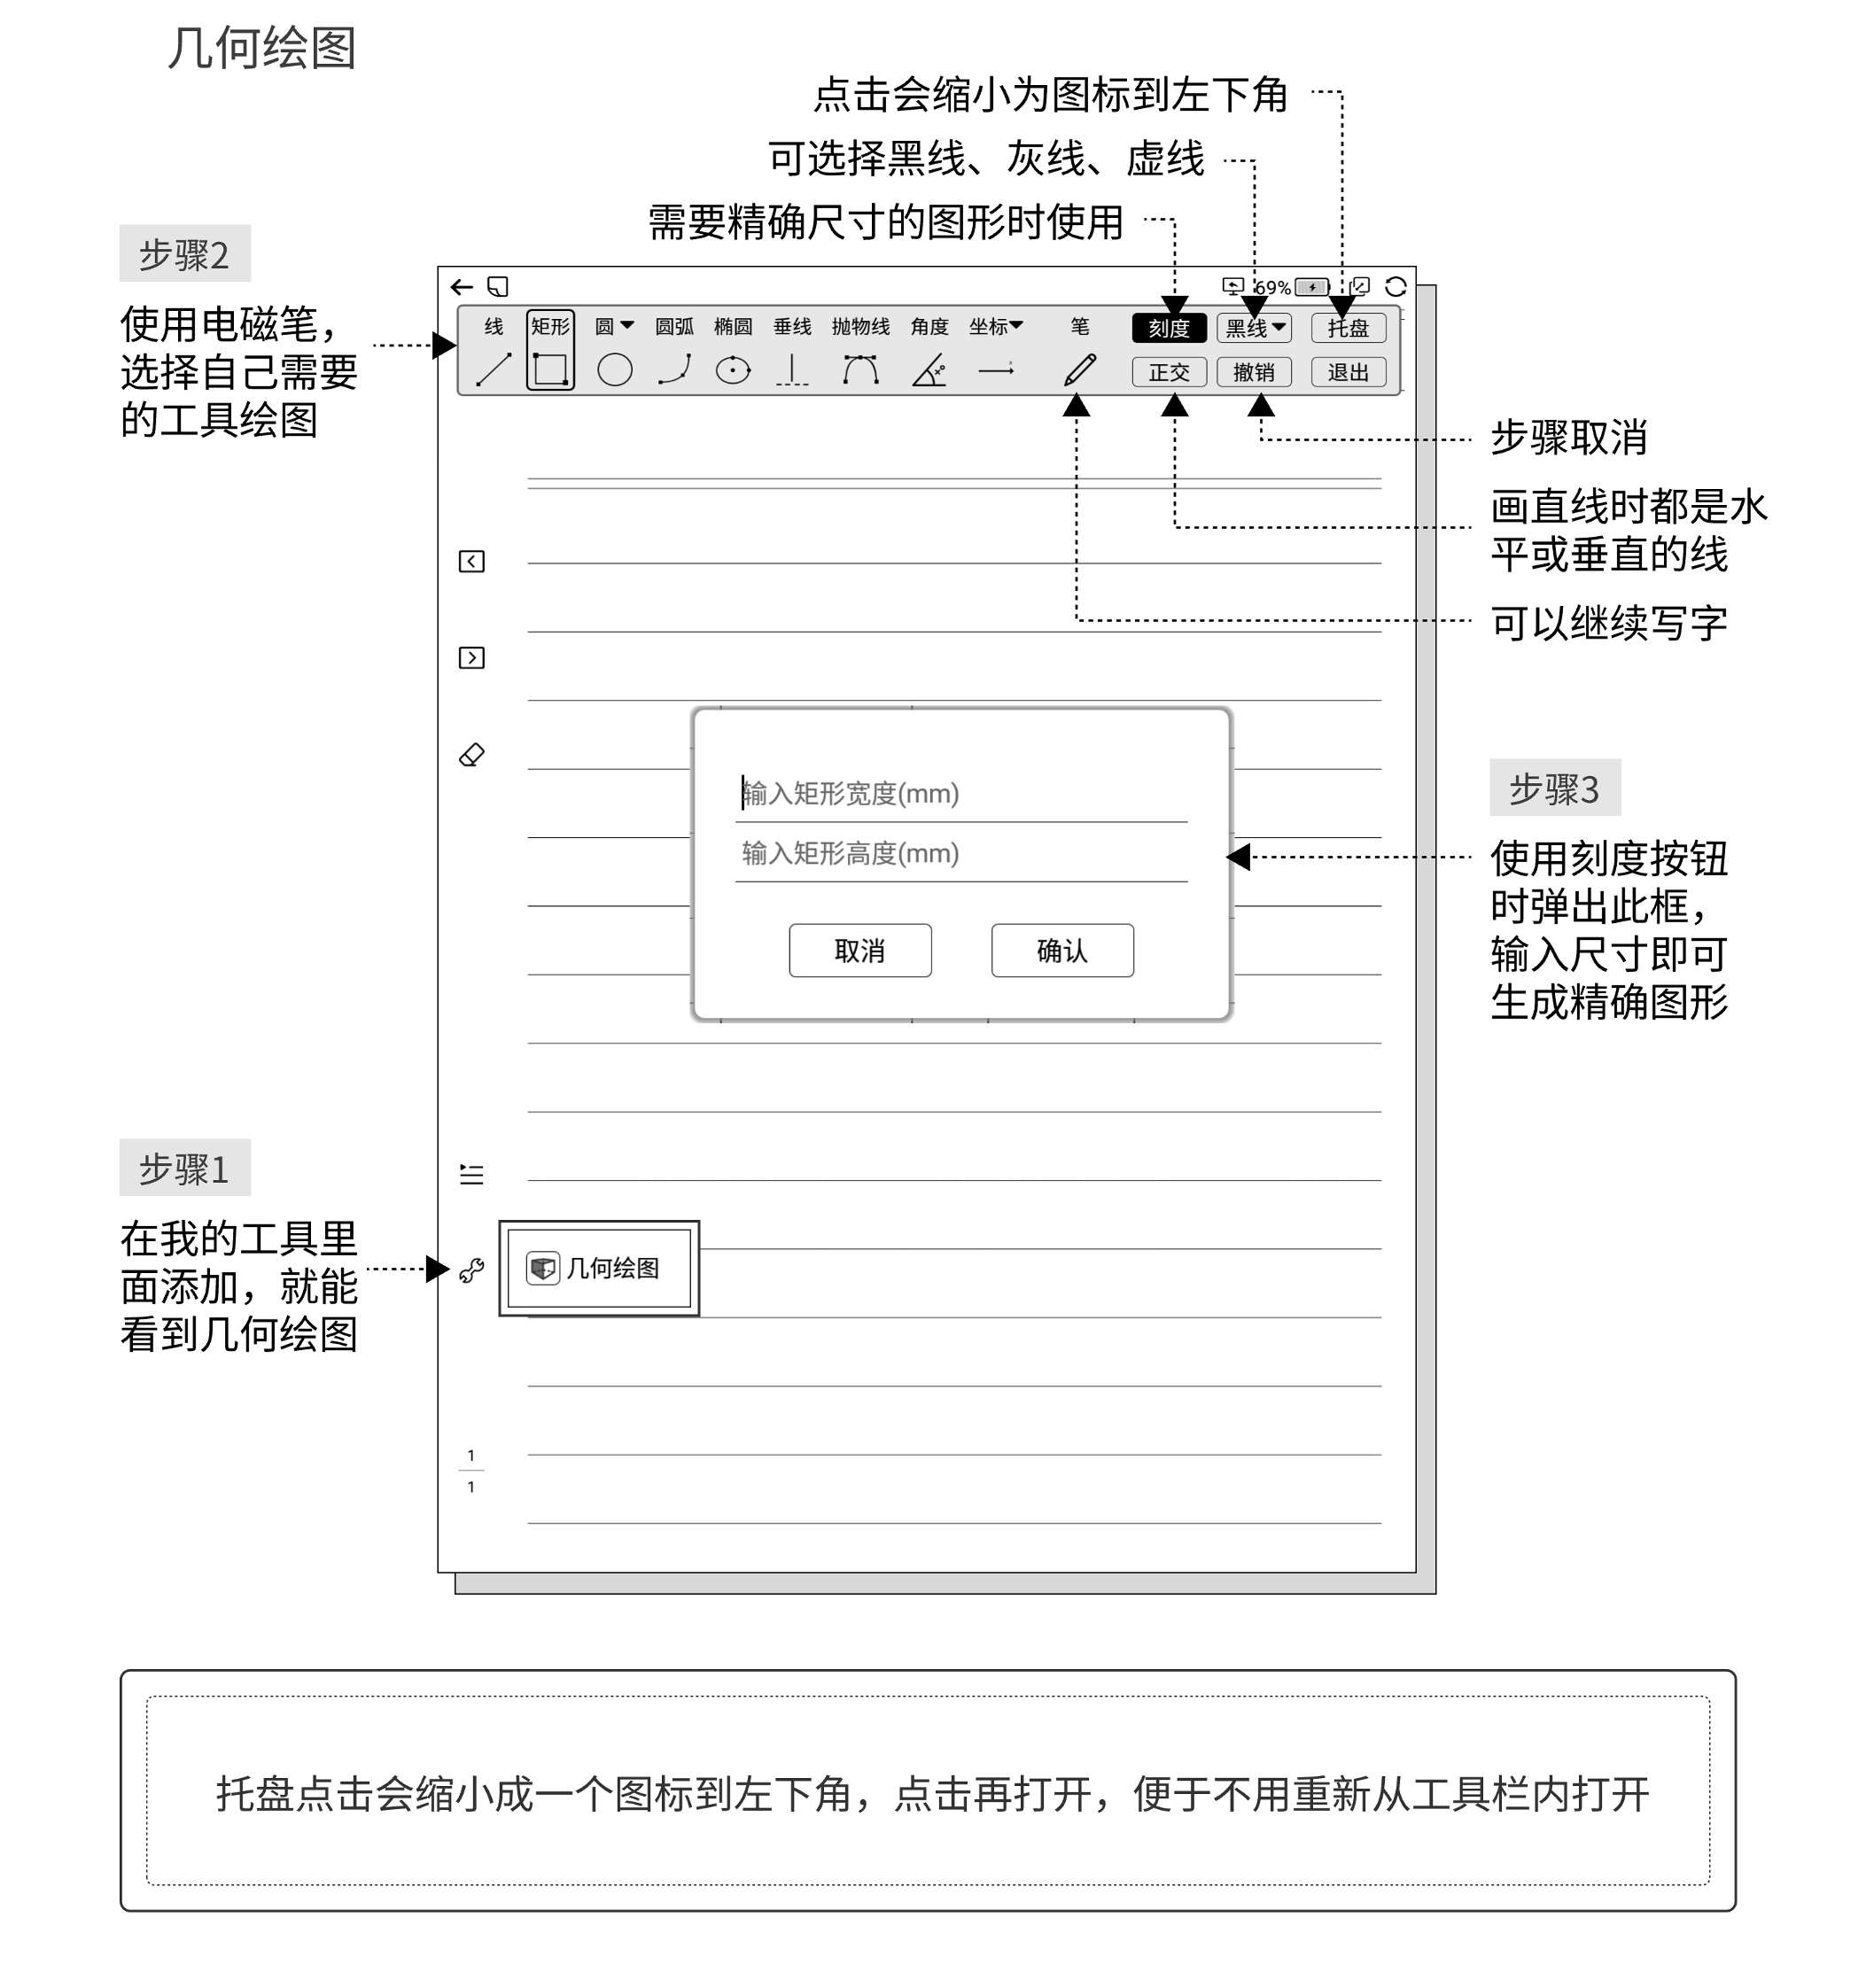 几何绘图
点击会缩小为图标到左下角
可选择黑线、灰线、虚线
需要精确尺寸的图形时使用
步骤2
使用电磁笔，
选择自己需要
的工具绘图
69%
线 矩形 圆 圆弧 椭圆 垂线 抛物线 角度 坐标 笔 刻度 黑线 托盘
正交 撤销 退出
步骤取消
画直线时都是水
平或垂直的线
可以继续写字
输入矩形宽度(mm)
输入矩形高度(mm)
取消 确认
步骤3
使用刻度按钮
时弹出此框，
输入尺寸即可
生成精确图形
步骤1
在我的工具里
面添加，就能
看到几何绘图
几何绘图
1
1
托盘点击会缩小成一个图标到左下角，点击再打开，便于不用重新从工具栏内打开